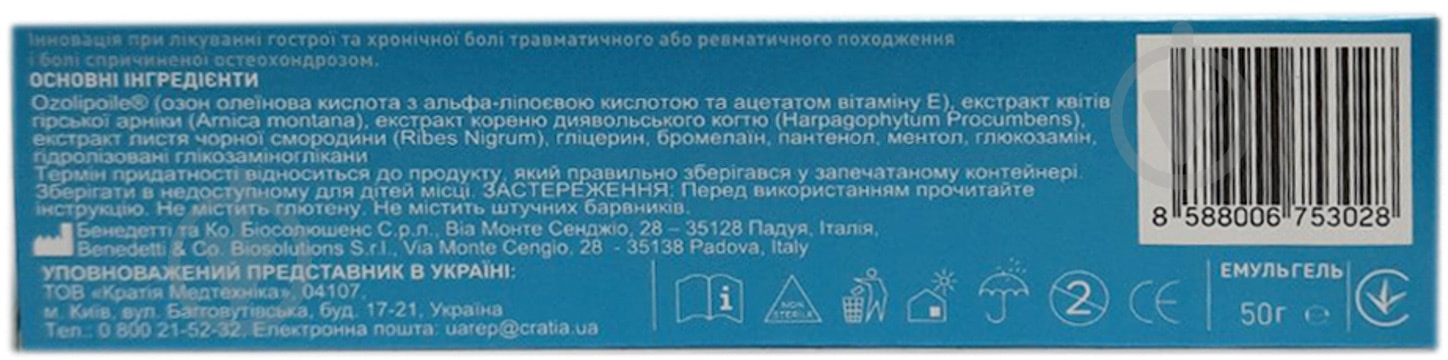 Інновація при лікуванні гострої та хронічної болі травматичного або ревматичного походження
і болі спричиненої остеохондрозом.
ОСНОВНІ ІНГРЕДІЄНТИ
Ozolipoile® (озон олеїнова кислота з альфа-ліпоєвою кислотою та ацетатом вітаміну Е), екстракт квітів
гірської арніки (Arnica montana), екстракт кореню диявольського когтю (Harpagophytum Procumbens),
екстракт листя чорної смородини (Ribes Nigrum), гліцерин, бромелаїн, пантенол, ментол, глюкозамін,
гідролізовані глікозаміноглікани
Термін придатності відноситься до продукту, який правильно зберігався у запечатаному контейнері.
Зберігати в недоступному для дітей місці. ЗАСТЕРЕЖЕННЯ: Перед використанням прочитайте
інструкцію. Не містить глютену. Не містить штучних барвників.
Бенедетті та Ко. Біосолюшенс С.р.л., Віа Монте Сенджіо, 28 – 35128 Падуя, Італія,
Benedetti & Co. Biosolutions S.r.l., Via Monte Cengio, 28 - 35138 Padova, Italy
УПОВНОВАЖЕНИЙ ПРЕДСТАВНИК В УКРАЇНІ:
ТОВ «Кратія Медтехніка», 04107,
м. Київ, вул. Багговутівська, буд. 17-21, Україна
Тел.: 0 800 21-52-32. Електронна пошта: uarep@cratia.ua
NON
STERILE
2
CE
ЕМУЛЬГЕЛЬ
50г ℮
8 588006 753028